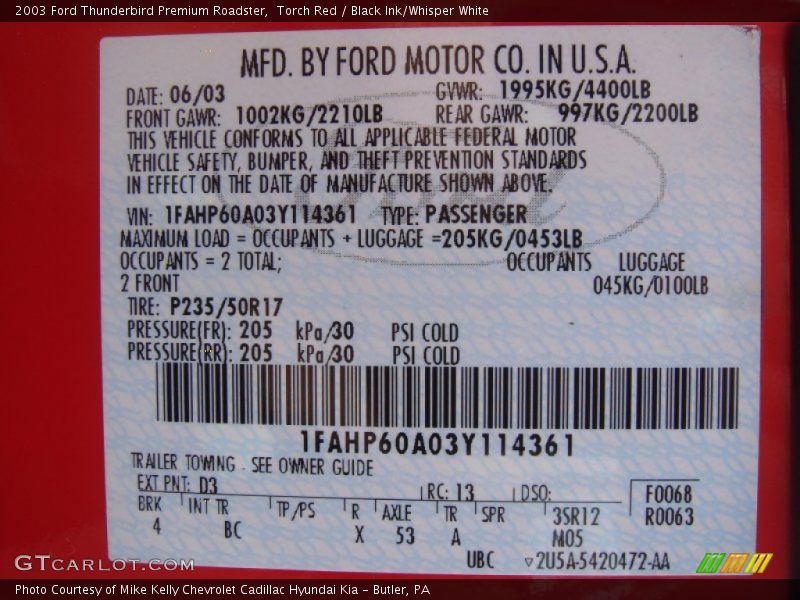 2003 Ford Thunderbird Premium Roadster, Torch Red / Black Ink/Whisper White
MFD. BY FORD MOTOR CO. IN U.S.A.
DATE: 06/03 GVWR: 1995KG/4400LB
FRONT GAWR: 1002KG/2210LB REAR GAWR: 997KG/2200LB
THIS VEHICLE CONFORMS TO ALL APPLICABLE FEDERAL MOTOR
VEHICLE SAFETY, BUMPER, AND THEFT PREVENTION STANDARDS
IN EFFECT ON THE DATE OF MANUFACTURE SHOWN ABOVE.
VIN: 1FAHP60A03Y114361 TYPE: PASSENGER
MAXIMUM LOAD = OCCUPANTS + LUGGAGE =205KG/0453LB
OCCUPANTS = 2 TOTAL; OCCUPANTS LUGGAGE
2 FRONT 045KG/0100LB
TIRE: P235/50R17
PRESSURE(FR): 205 kPa/30 PSI COLD
PRESSURE(RR): 205 kPa/30 PSI COLD
1FAHP60A03Y114361
TRAILER TOWING - SEE OWNER GUIDE
EXT PNT: D3 RC: 13 DSO: F0068
BRK INT TR TP/PS R AXLE TR SPR 3SR12 R0063
4 BC X 53 A M05
UBC ▽2U5A-5420472-AA
GTCARLOT.COM
Photo Courtesy of Mike Kelly Chevrolet Cadillac Hyundai Kia – Butler, PA